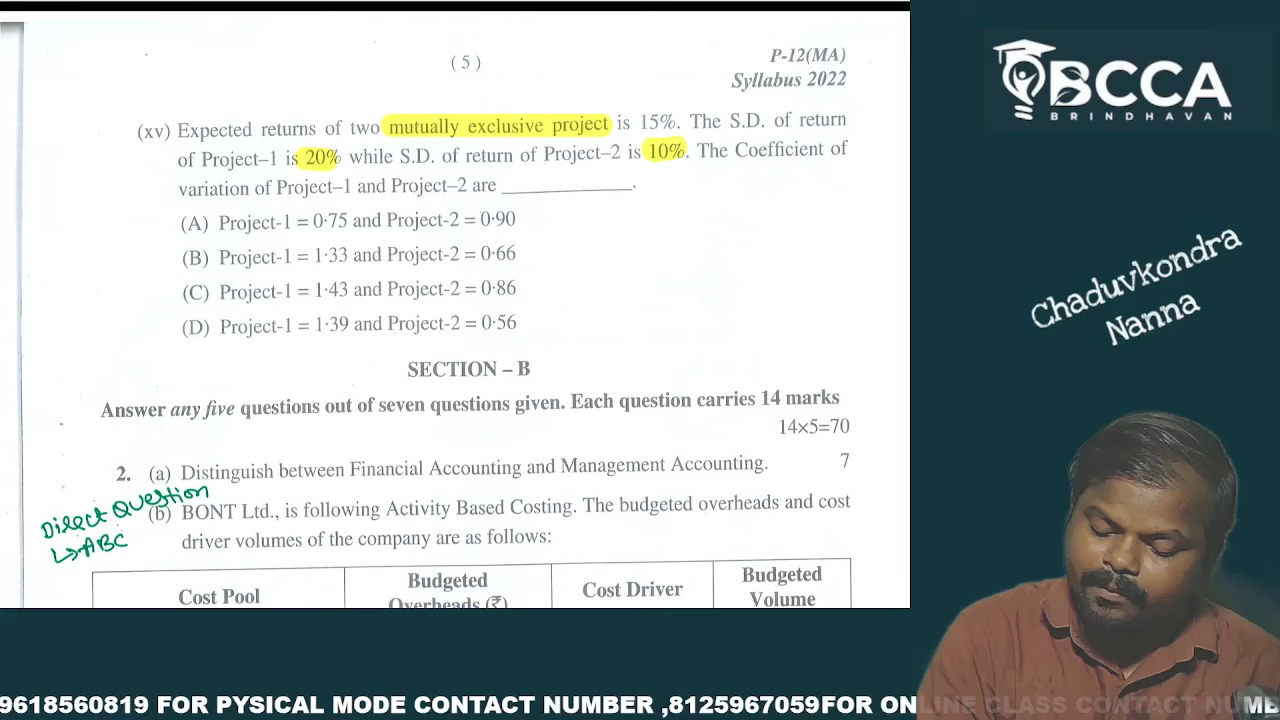 ( 5 )
P-12(MA)
Syllabus 2022
(xv) Expected returns of two mutually exclusive project is 15%. The S.D. of return
of Project–1 is 20% while S.D. of return of Project–2 is 10%. The Coefficient of
variation of Project–1 and Project–2 are ____________.
(A) Project-1 = 0·75 and Project-2 = 0·90
(B) Project-1 = 1·33 and Project-2 = 0·66
(C) Project-1 = 1·43 and Project-2 = 0·86
(D) Project-1 = 1·39 and Project-2 = 0·56
SECTION – B
Answer any five questions out of seven questions given. Each question carries 14 marks
14×5=70
2. (a) Distinguish between Financial Accounting and Management Accounting. 7
Direct Question
↳ABC
(b) BONT Ltd., is following Activity Based Costing. The budgeted overheads and cost
driver volumes of the company are as follows:
Cost Pool
Budgeted
Overheads (₹)
Cost Driver
Budgeted
Volume
BCCA
BRINDHAVAN
Chaduvkondra
Nanna
9618560819 FOR PYSICAL MODE CONTACT NUMBER ,8125967059FOR ONLINE CLASS CONTACT NUMB